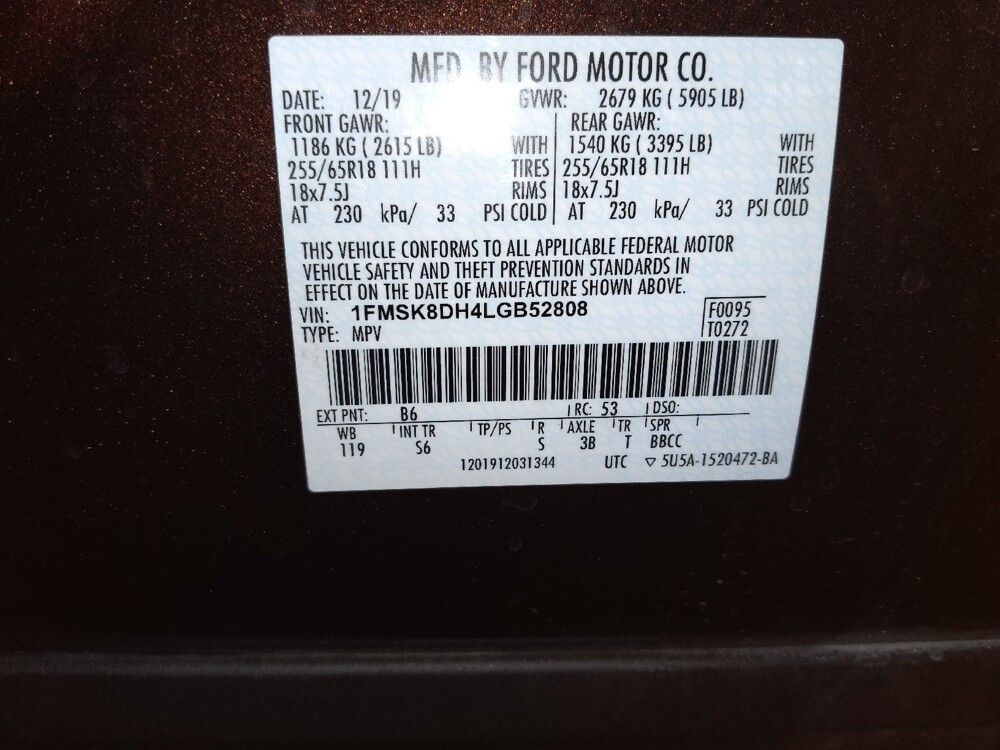 MFD. BY FORD MOTOR CO.
DATE: 12/19 GVWR: 2679 KG ( 5905 LB)
FRONT GAWR: REAR GAWR:
1186 KG ( 2615 LB) WITH 1540 KG ( 3395 LB) WITH
255/65R18 111H TIRES 255/65R18 111H TIRES
18x7.5J RIMS 18x7.5J RIMS
AT 230 kPa/ 33 PSI COLD AT 230 kPa/ 33 PSI COLD
THIS VEHICLE CONFORMS TO ALL APPLICABLE FEDERAL MOTOR
VEHICLE SAFETY AND THEFT PREVENTION STANDARDS IN
EFFECT ON THE DATE OF MANUFACTURE SHOWN ABOVE.
VIN: 1FMSK8DH4LGB52808 F0095
TYPE: MPV T0272
EXT PNT: B6 RC: 53 DSO:
WB INT TR TP/PS R AXLE TR SPR
119 S6 S 3B T BBCC
1201912031344 UTC ▽ 5U5A-1520472-BA